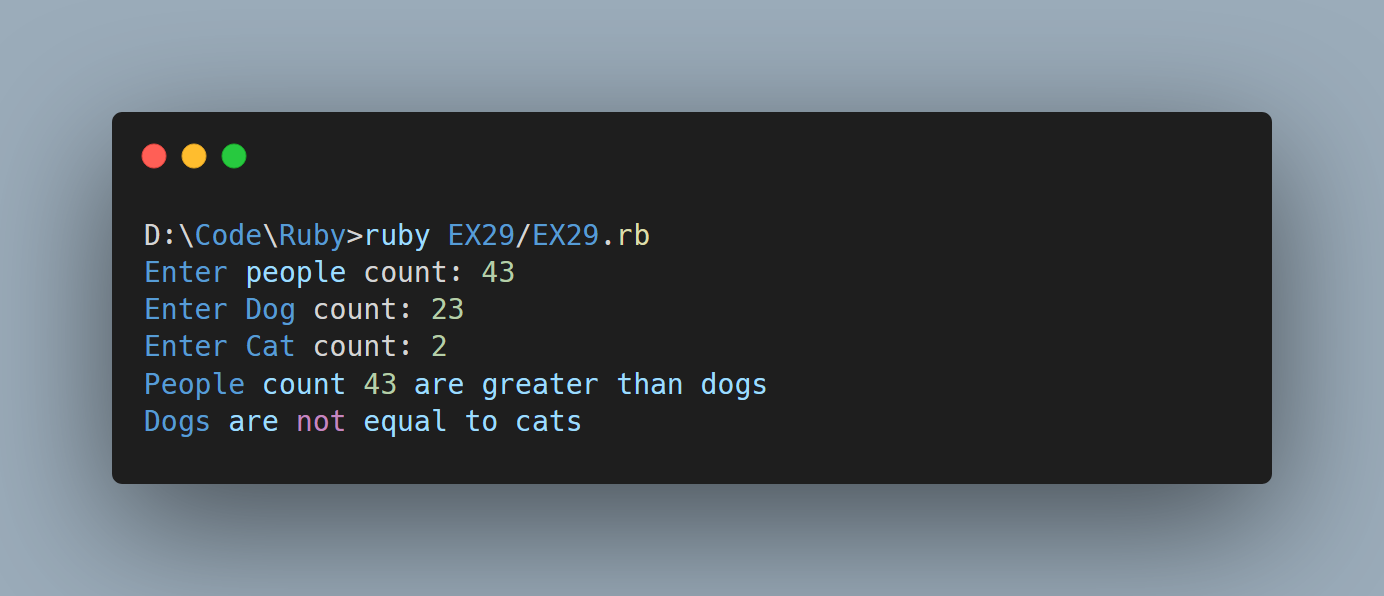 D:\Code\Ruby>ruby EX29/EX29.rb
Enter people count: 43
Enter Dog count: 23
Enter Cat count: 2
People count 43 are greater than dogs
Dogs are not equal to cats